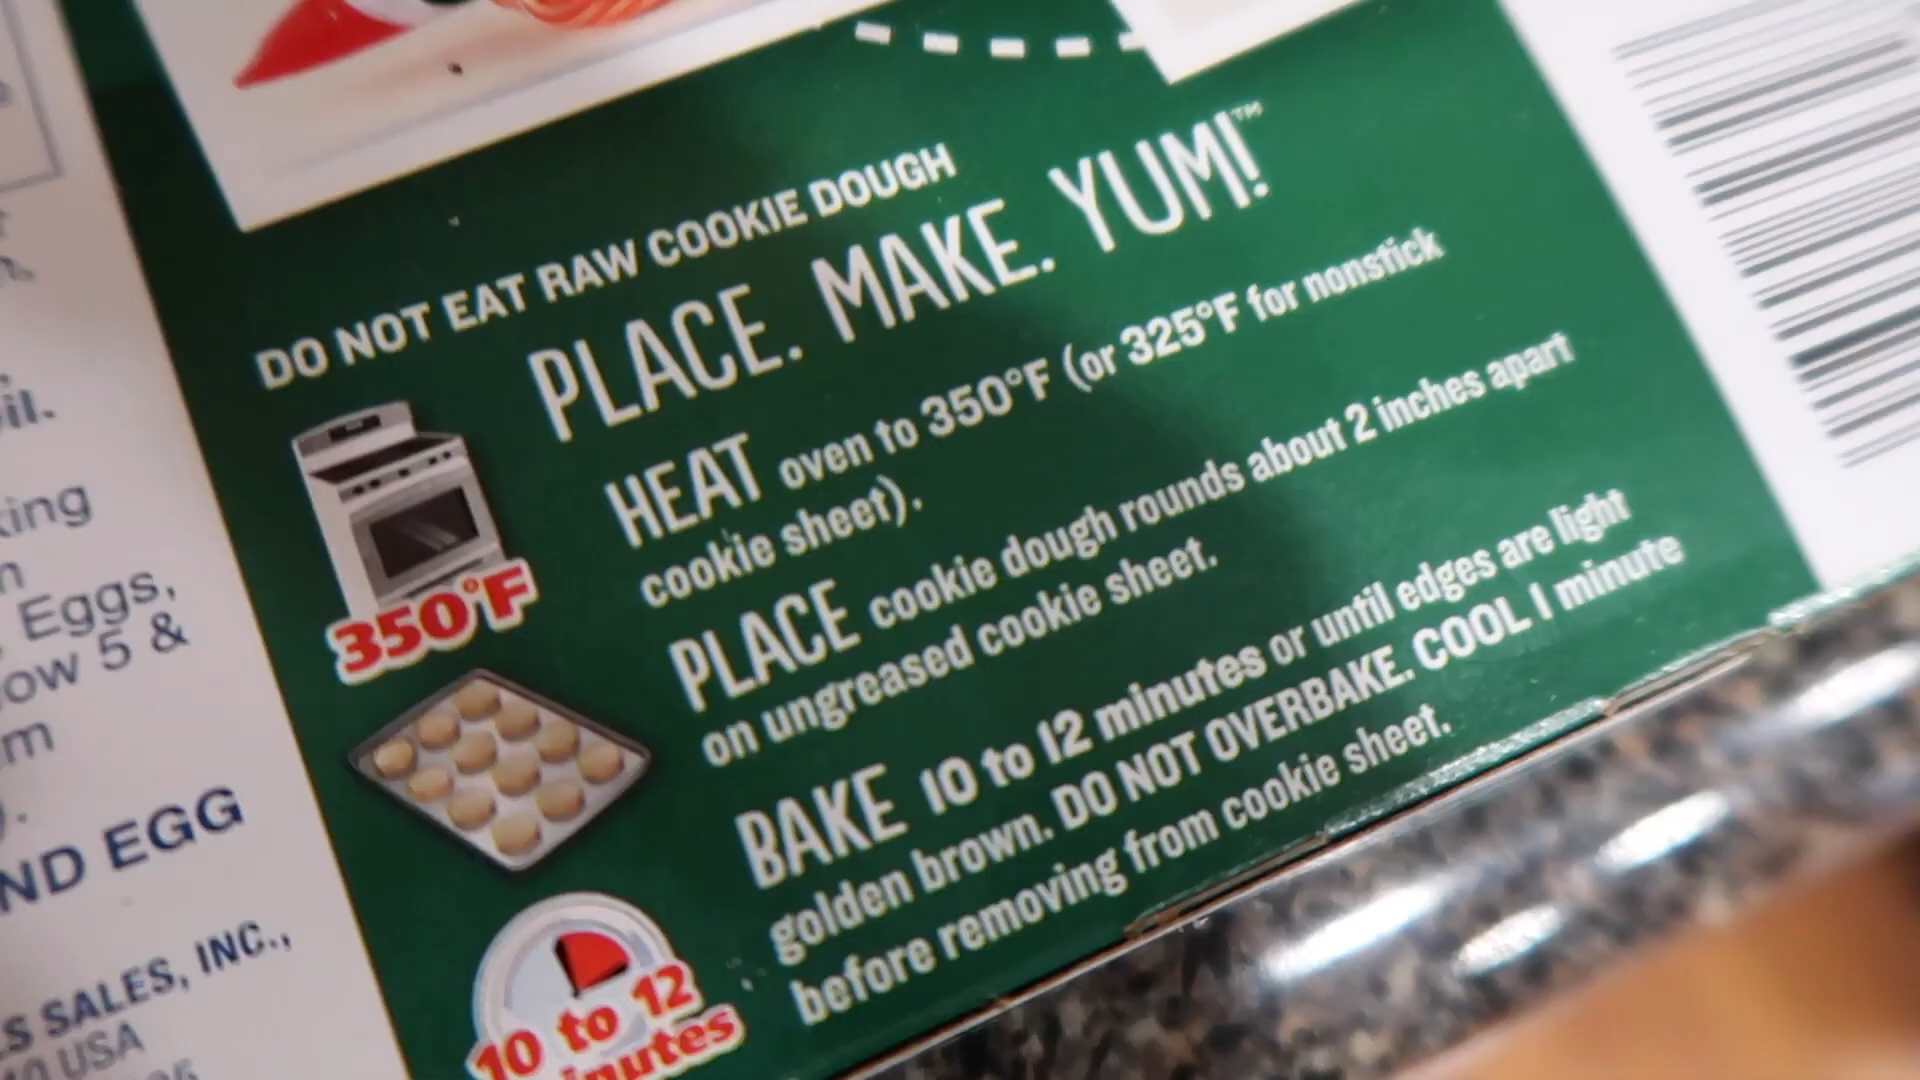 DO NOT EAT RAW COOKIE DOUGH
PLACE. MAKE. YUM!™
HEAT oven to 350°F (or 325°F for nonstick
cookie sheet).
PLACE cookie dough rounds about 2 inches apart
on ungreased cookie sheet.
BAKE 10 to 12 minutes or until edges are light
golden brown. DO NOT OVERBAKE. COOL 1 minute
before removing from cookie sheet.
350°F
10 to 12
Eggs,
5 &
EGG
SALES, INC.,
USA